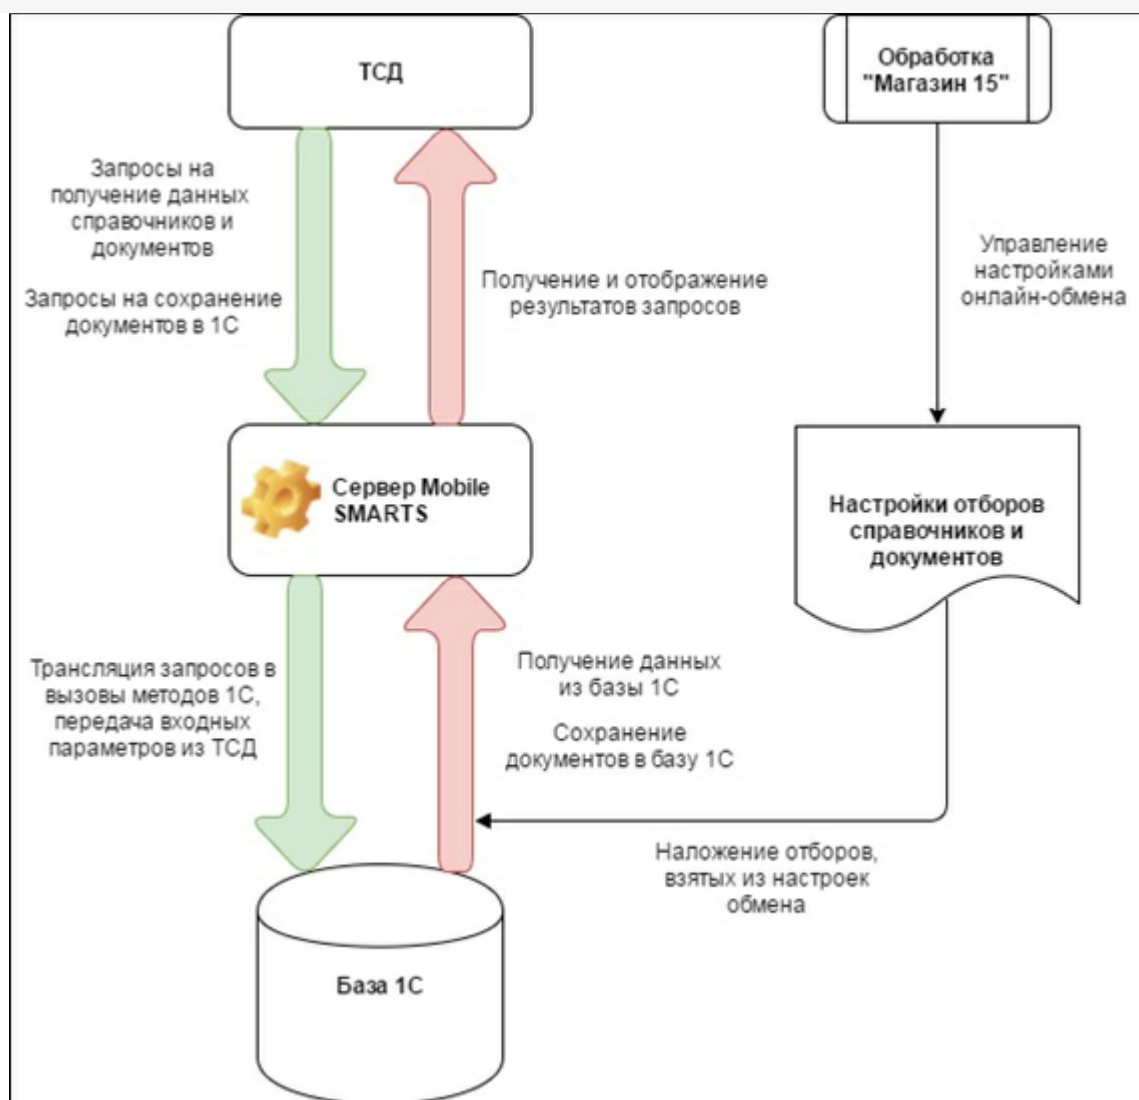 ТСД
Обработка
"Магазин 15"
Запросы на
получение данных
справочников и
документов
Запросы на сохранение
документов в 1С
Получение и отображение
результатов запросов
Управление
настройками
онлайн-обмена
Сервер Mobile
SMARTS
Настройки отборов
справочников и
документов
Трансляция запросов в
вызовы методов 1С,
передача входных
параметров из ТСД
Получение данных
из базы 1С
Сохранение
документов в базу 1С
Наложение отборов,
взятых из настроек
обмена
База 1С